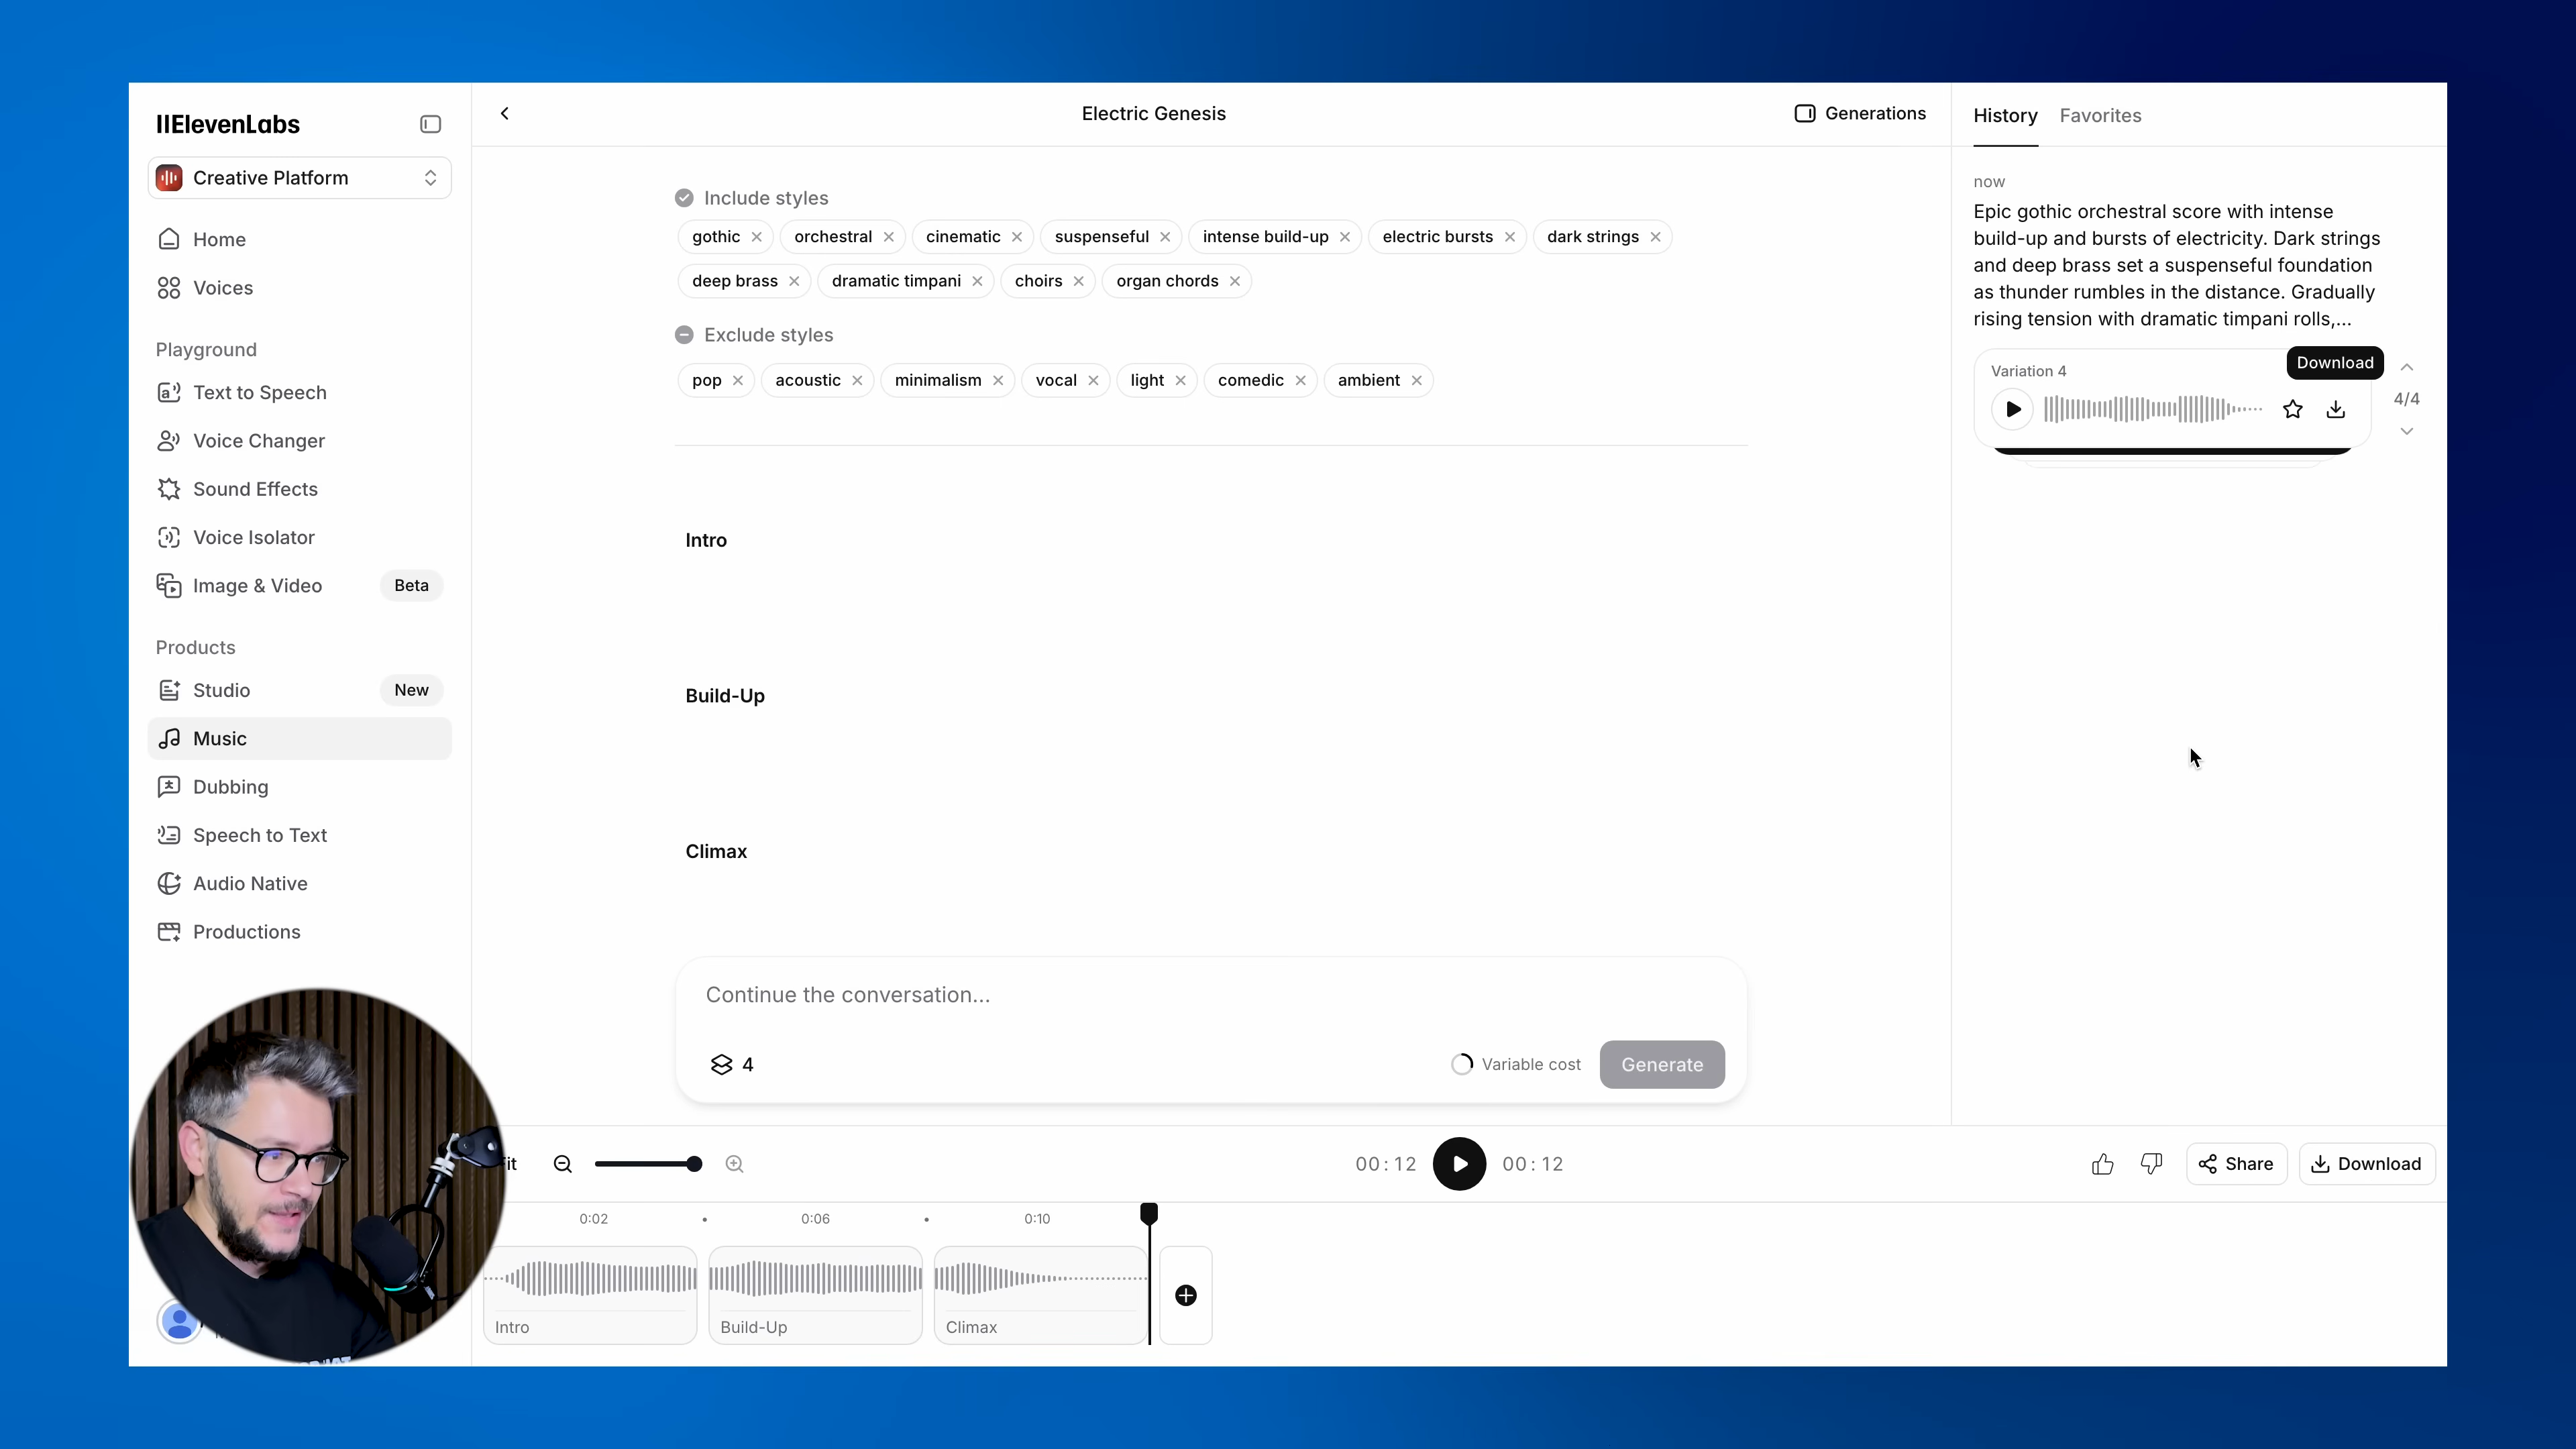 IIElevenLabs
Creative Platform
Home
Voices
Playground
Text to Speech
Voice Changer
Sound Effects
Voice Isolator
Image & Video Beta
Products
Studio New
Music
Dubbing
Speech to Text
Audio Native
Productions
Electric Genesis
Generations
Include styles
gothic orchestral cinematic suspenseful intense build-up electric bursts dark strings
deep brass dramatic timpani choirs organ chords
Exclude styles
pop acoustic minimalism vocal light comedic ambient
Intro
Build-Up
Climax
Continue the conversation...
4 Variable cost Generate
History Favorites
now
Epic gothic orchestral score with intense
build-up and bursts of electricity. Dark strings
and deep brass set a suspenseful foundation
as thunder rumbles in the distance. Gradually
rising tension with dramatic timpani rolls,...
Download
Variation 4
4/4
00:12 00:12
Share Download
0:02 0:06 0:10
Intro Build-Up Climax